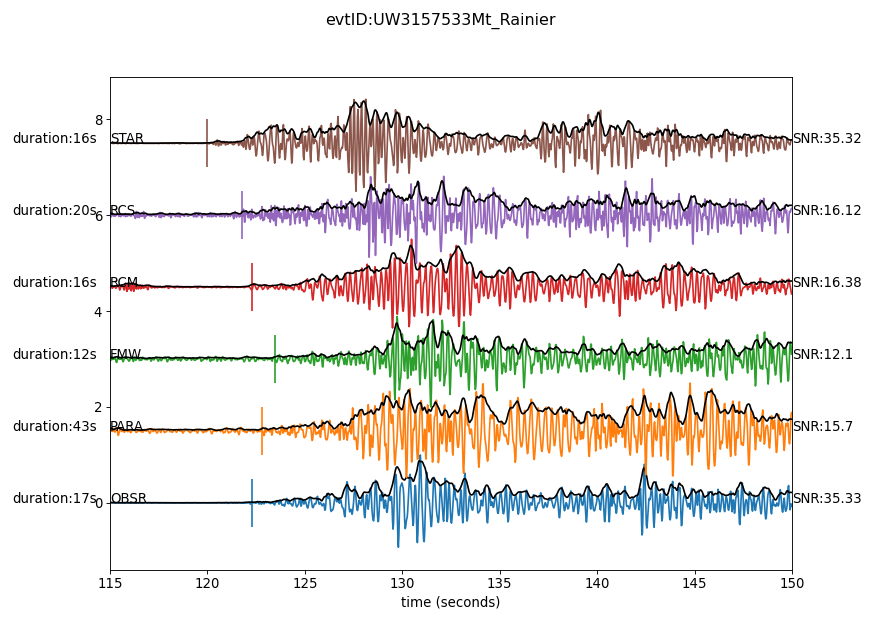 evtID:UW3157533Mt_Rainier
8
duration:16s STAR SNR:35.32
duration:20s RCS SNR:16.12
6
duration:16s RCM SNR:16.38
4
duration:12s FMW SNR:12.1
2
duration:43s PARA SNR:15.7
duration:17s OBSR SNR:35.33
0
115 120 125 130 135 140 145 150
time (seconds)